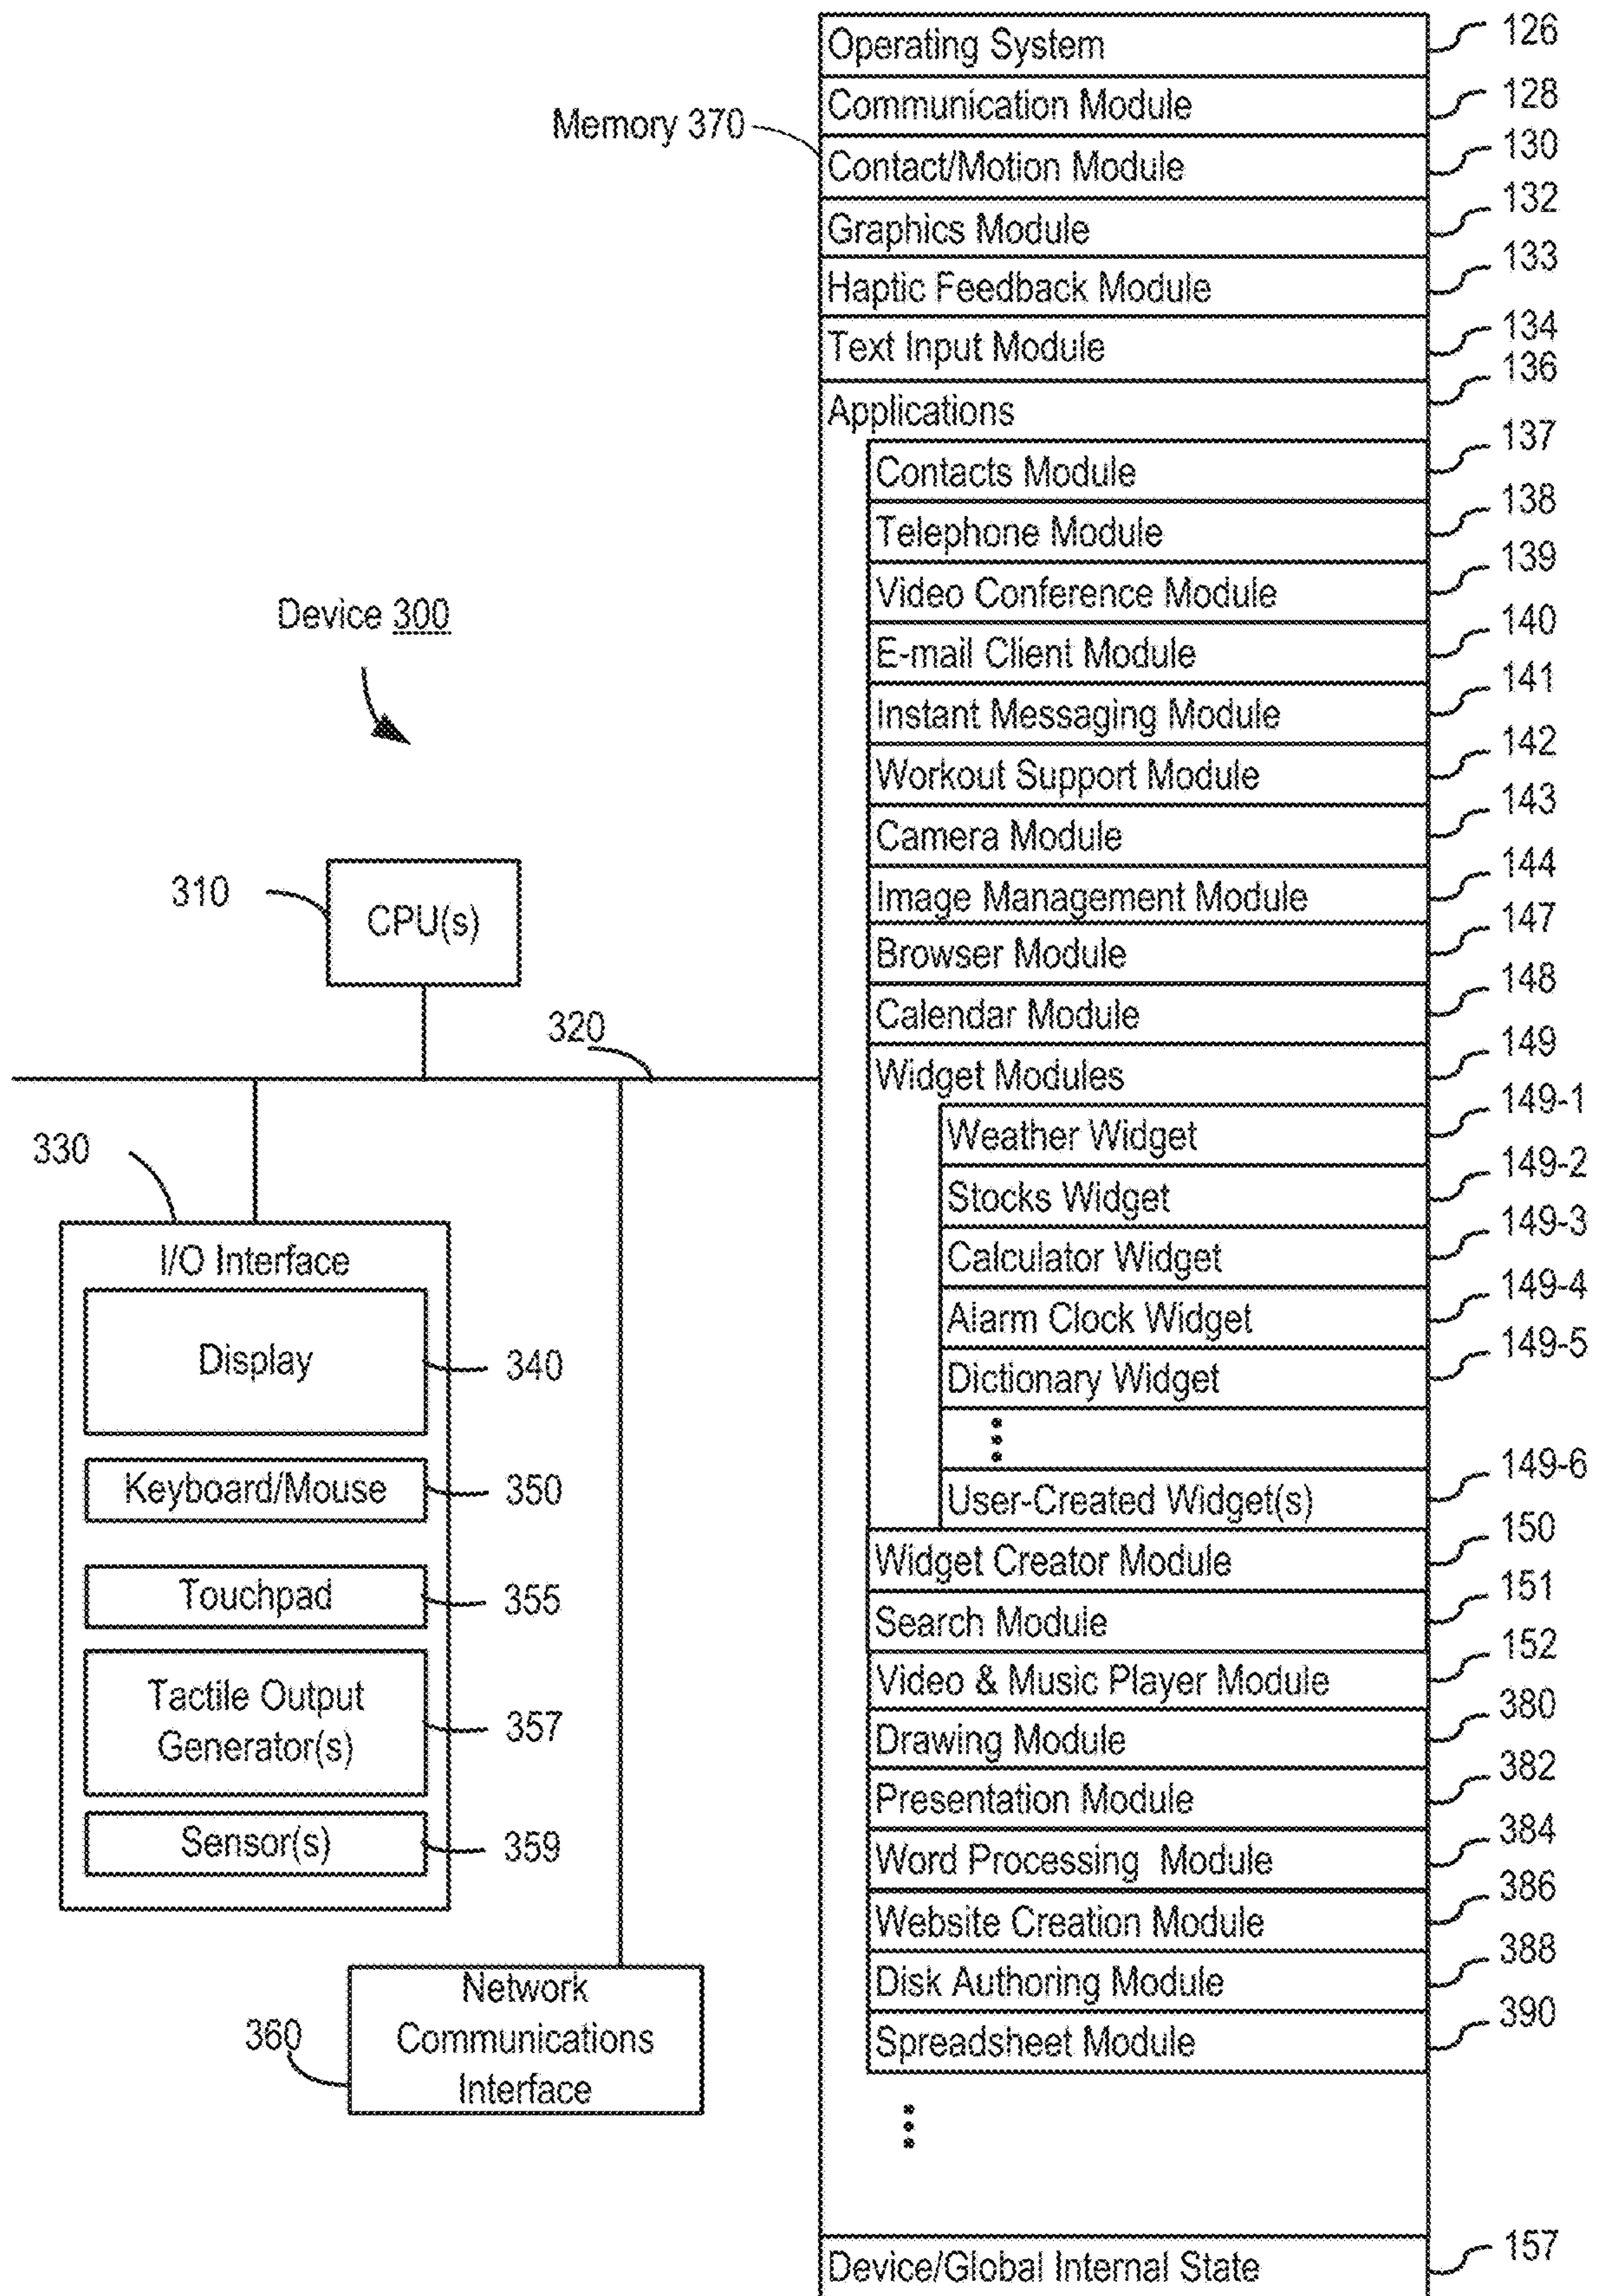 Memory 370
Operating System 126
Communication Module 128
Contact/Motion Module 130
Graphics Module 132
Haptic Feedback Module 133
Text Input Module 134
Applications 136
Contacts Module 137
Telephone Module 138
Video Conference Module 139
E-mail Client Module 140
Instant Messaging Module 141
Workout Support Module 142
Camera Module 143
Image Management Module 144
Browser Module 147
Calendar Module 148
Widget Modules 149
Weather Widget 149-1
Stocks Widget 149-2
Calculator Widget 149-3
Alarm Clock Widget 149-4
Dictionary Widget 149-5
User-Created Widget(s) 149-6
Widget Creator Module 150
Search Module 151
Video & Music Player Module 152
Drawing Module 380
Presentation Module 382
Word Processing Module 384
Website Creation Module 386
Disk Authoring Module 388
Spreadsheet Module 390
Device/Global Internal State 157
Device 300
310
CPU(s)
320
330
I/O Interface
Display 340
Keyboard/Mouse 350
Touchpad 355
Tactile Output
Generator(s)
357
Sensor(s) 359
360
Network
Communications
Interface